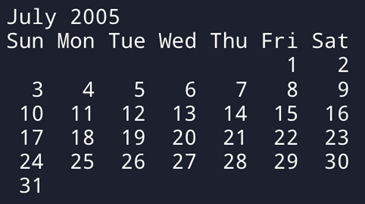 July 2005
Sun Mon Tue Wed Thu Fri Sat
1 2
3 4 5 6 7 8 9
10 11 12 13 14 15 16
17 18 19 20 21 22 23
24 25 26 27 28 29 30
31